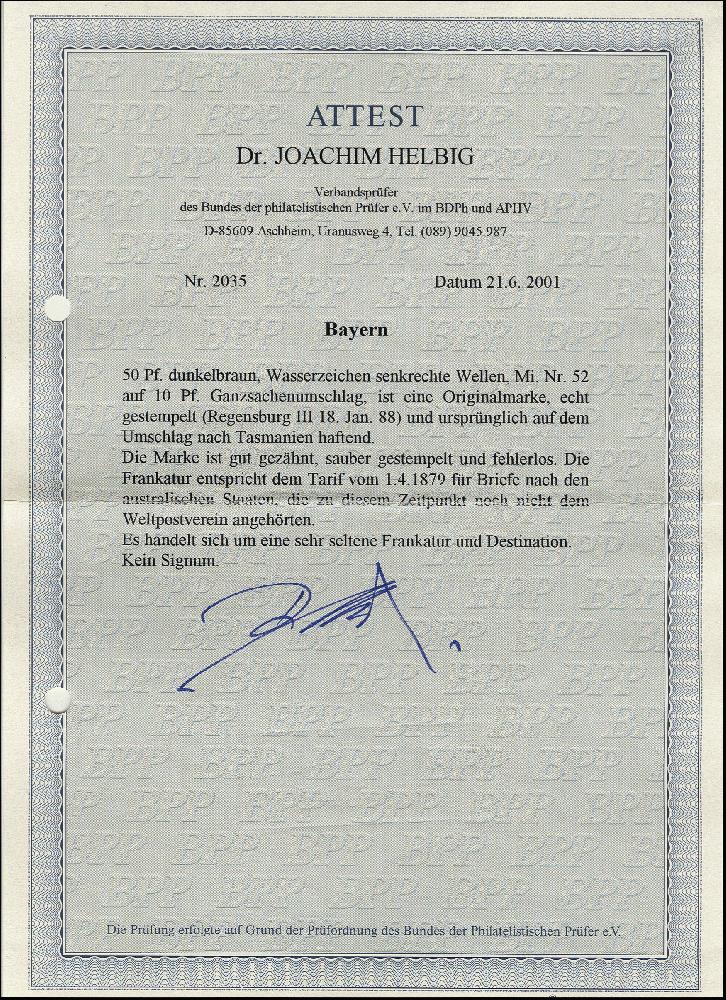 ATTEST
Dr. JOACHIM HELBIG
Verbandsprüfer
des Bundes der philatelistischen Prüfer e.V. im BDPh und APHV
D-85609 Aschheim, Uranusweg 4, Tel. (089) 9045 987
Nr. 2035 Datum 21.6. 2001
Bayern
50 Pf. dunkelbraun, Wasserzeichen senkrechte Wellen, Mi. Nr. 52
auf 10 Pf. Ganzsachenumschlag, ist eine Originalmarke, echt
gestempelt (Regensburg III 18. Jan. 88) und ursprünglich auf dem
Umschlag nach Tasmanien haftend.
Die Marke ist gut gezähnt, sauber gestempelt und fehlerlos. Die
Frankatur entspricht dem Tarif vom 1.4.1879 für Briefe nach den
australischen Staaten, die zu diesem Zeitpunkt noch nicht dem
Weltpostverein angehörten.
Es handelt sich um eine sehr seltene Frankatur und Destination.
Kein Signum.
Die Prüfung erfolgte auf Grund der Prüfordnung des Bundes der Philatelistischen Prüfer e.V.